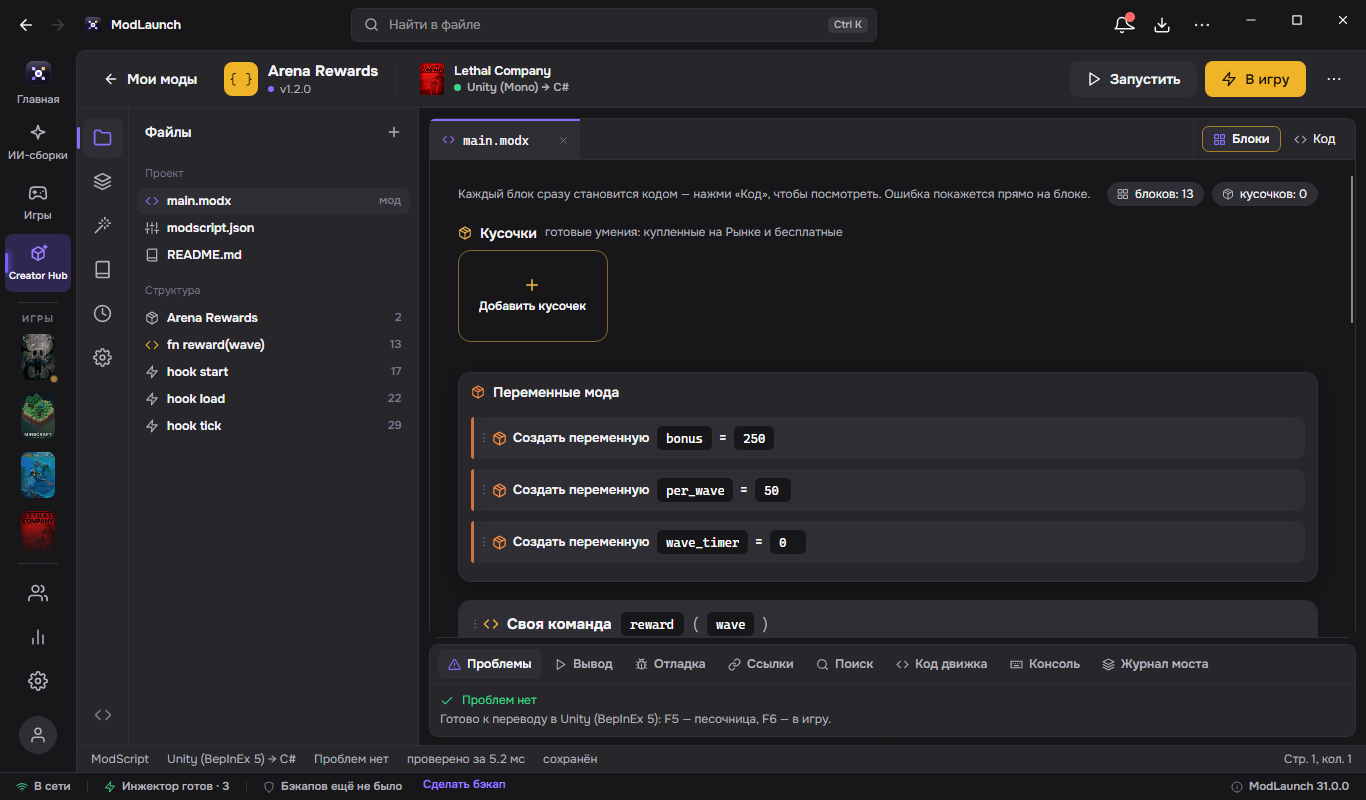 ModLaunch
Найти в файле
Ctrl K
Главная
ИИ-сборки
Игры
Creator Hub
ИГРЫ
MINECRAFT
LETHAL COMPANY
Мои моды
{ }
Arena Rewards
v1.2.0
Lethal Company
Unity (Mono) → C#
Запустить
В игру
Файлы
Проект
main.modx мод
modscript.json
README.md
Структура
Arena Rewards 2
fn reward(wave) 13
hook start 17
hook load 22
hook tick 29
main.modx
Блоки
Код
Каждый блок сразу становится кодом — нажми «Код», чтобы посмотреть. Ошибка покажется прямо на блоке.
блоков: 13
кусочков: 0
Кусочки готовые умения: купленные на Рынке и бесплатные
Добавить кусочек
Переменные мода
Создать переменную bonus = 250
Создать переменную per_wave = 50
Создать переменную wave_timer = 0
Своя команда reward ( wave )
Проблемы
Вывод
Отладка
Ссылки
Поиск
Код движка
Консоль
Журнал моста
Проблем нет
Готово к переводу в Unity (BepInEx 5): F5 — песочница, F6 — в игру.
ModScript
Unity (BepInEx 5) → C#
Проблем нет
проверено за 5.2 мс
сохранён
Стр. 1, кол. 1
В сети
Инжектор готов · 3
Бэкапов ещё не было
Сделать бэкап
ModLaunch 31.0.0